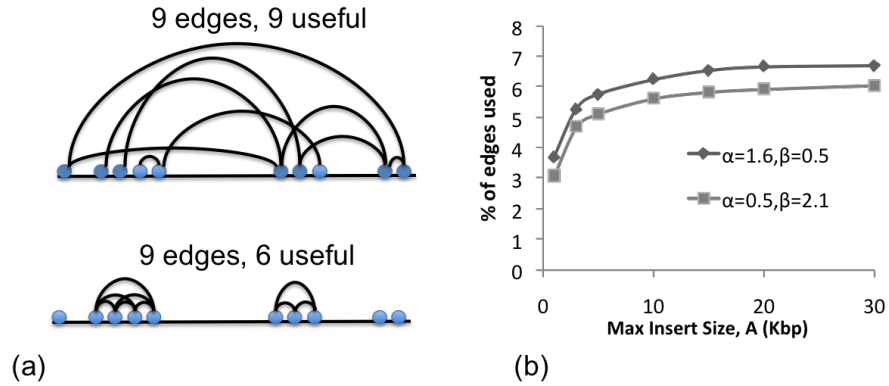 9 edges, 9 useful
9 edges, 6 useful
(a)
8
7
6
5
4
3
2
1
0
% of edges used
α=1.6,β=0.5
α=0.5,β=2.1
0
10
20
30
Max Insert Size, A (Kbp)
(b)